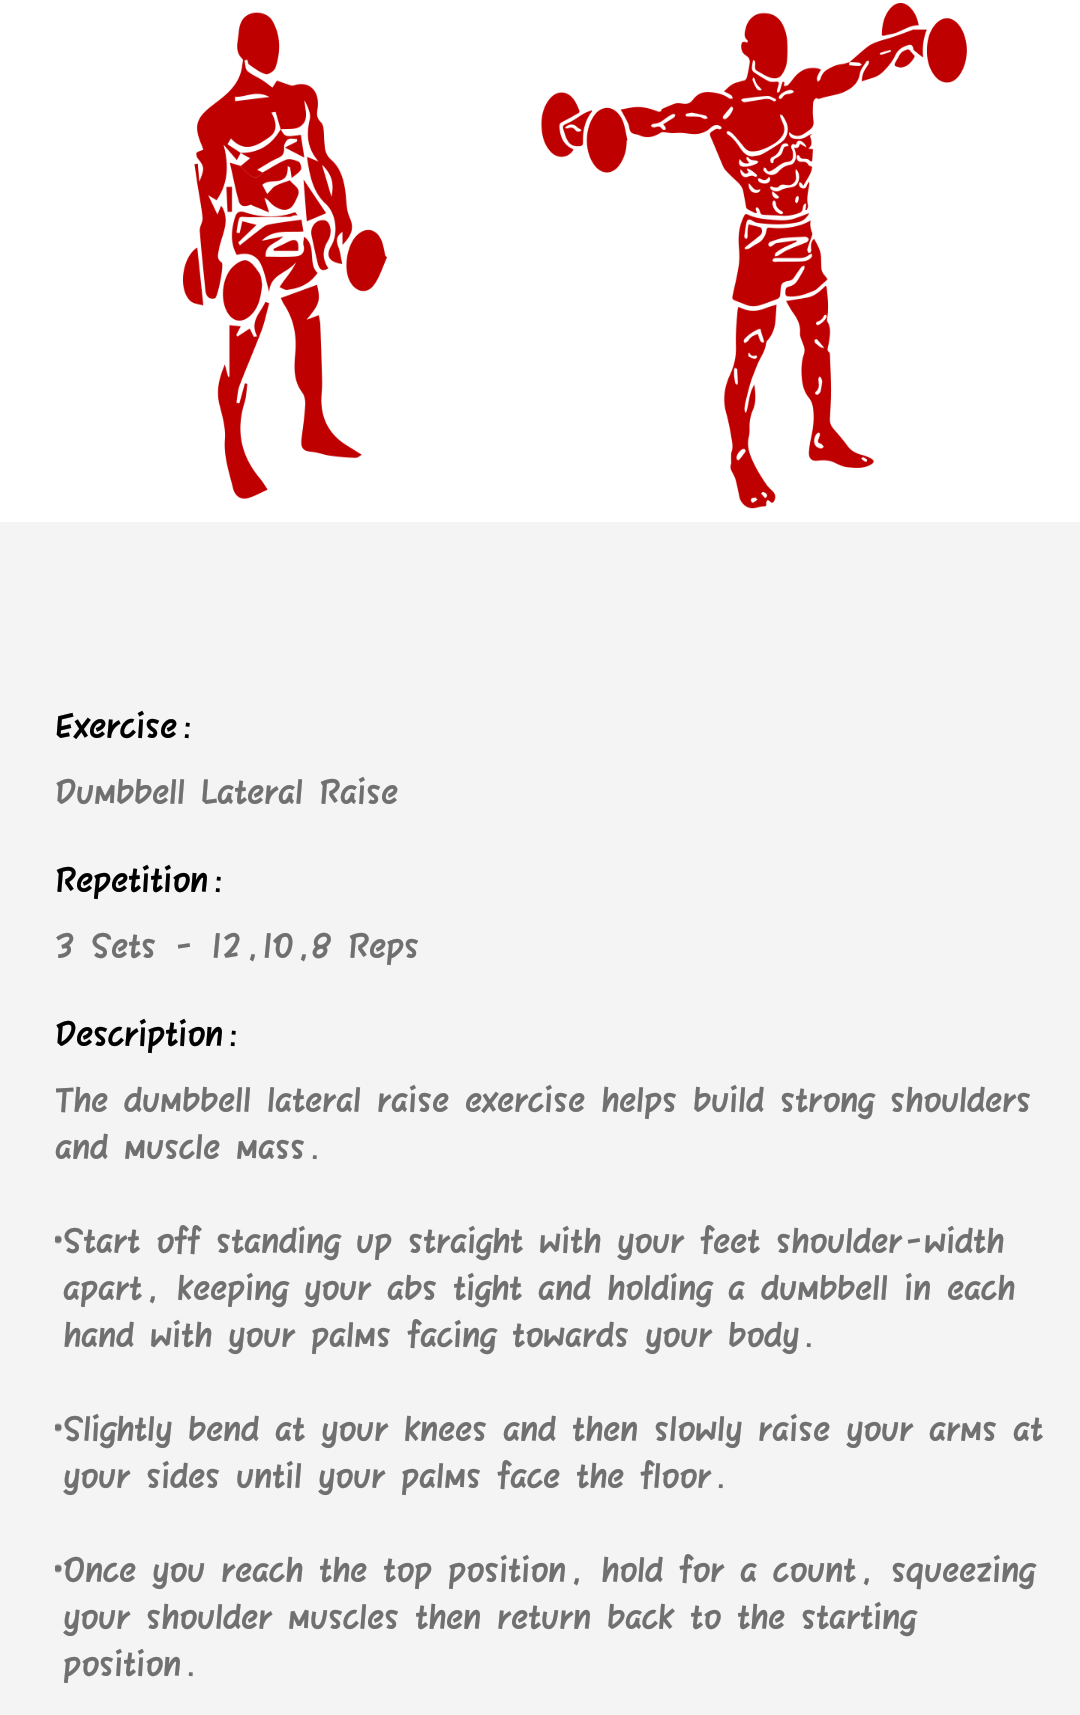 Exercise:
Dumbbell Lateral Raise
Repetition:
3 Sets - 12,10,8 Reps
Description:
The dumbbell lateral raise exercise helps build strong shoulders
and muscle mass.
•Start off standing up straight with your feet shoulder-width
apart, keeping your abs tight and holding a dumbbell in each
hand with your palms facing towards your body.
•Slightly bend at your knees and then slowly raise your arms at
your sides until your palms face the floor.
•Once you reach the top position, hold for a count, squeezing
your shoulder muscles then return back to the starting
position.